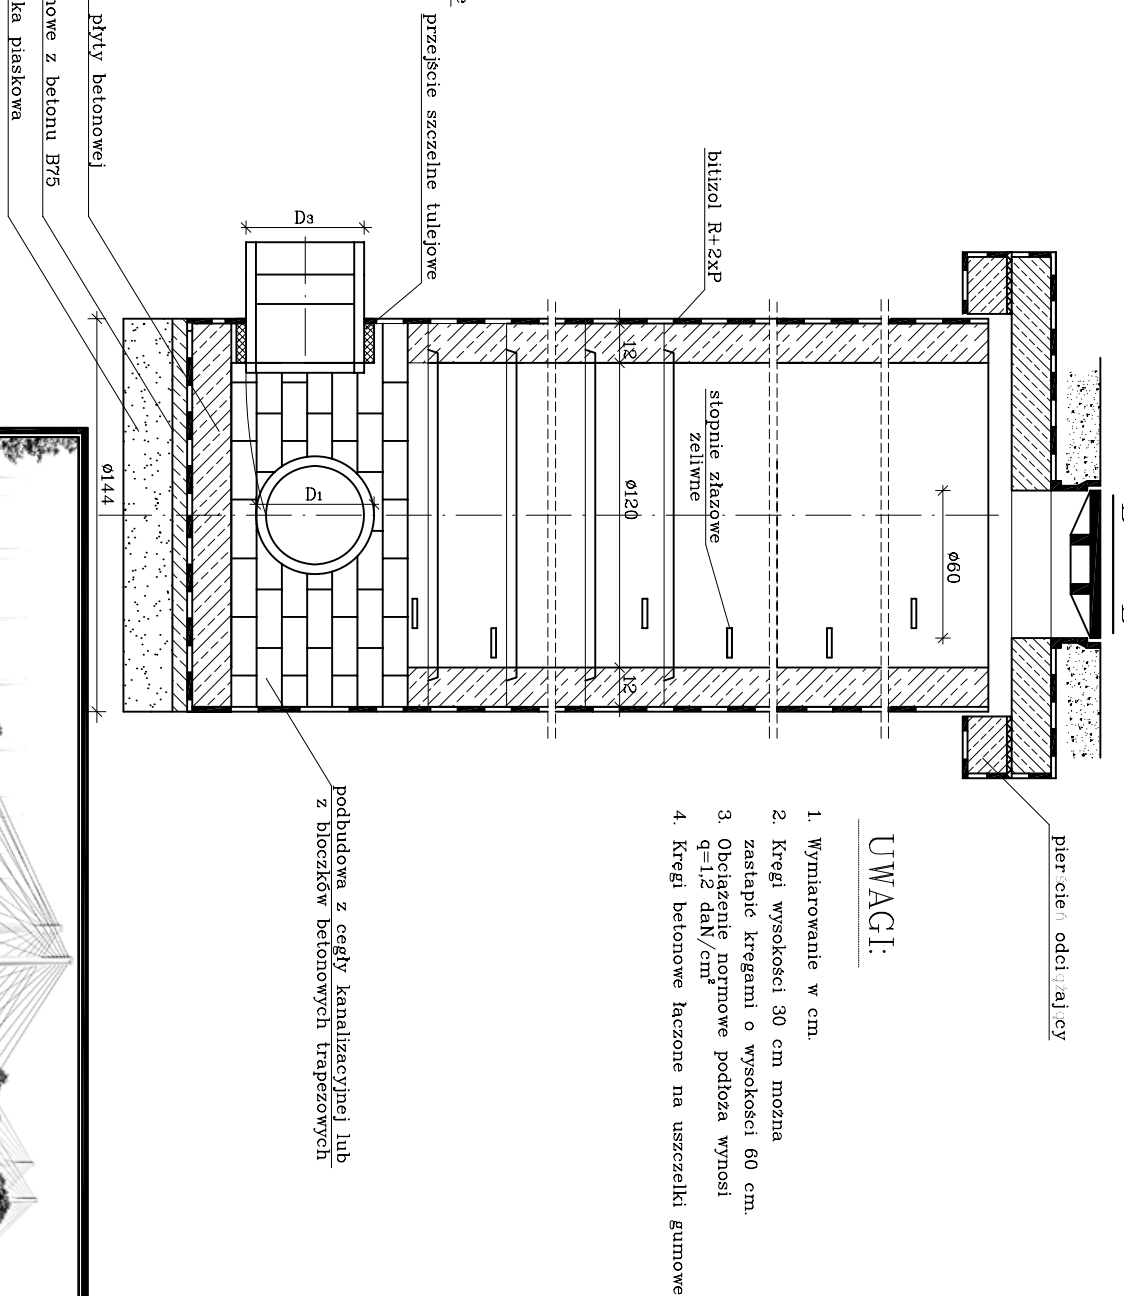 UWAGI:
1. Wymiarowanie w cm.
2. Kręgi wysokości 30 cm można
zastapić kręgami o wysokości 60 cm.
3. Obciążenie normowe podłoża wynosi
q=1,2 daN/cm²
4. Kręgi betonowe łączone na uszczelki gumowe
pierścień odciążający
ø60
stopnie złazowe
żeliwne
bitizol R+2xP
12
ø120
12
przejście szczelne tulejowe
D3
D1
podbudowa z cegły kanalizacyjnej lub
z bloczków betonowych trapezowych
ø144
płyty betonowej
z betonu B75
piaskowa